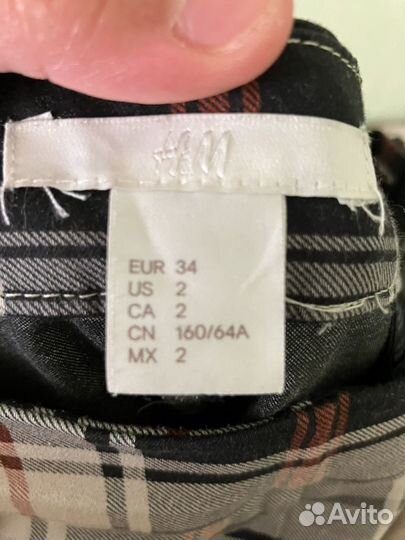 H&M
EUR 34
US 2
CA 2
CN 160/64A
MX 2
Avito